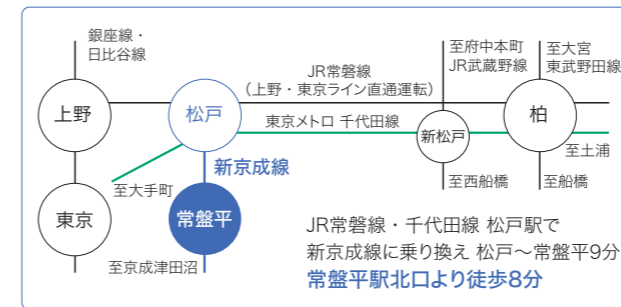 銀座線・
日比谷線
JR常磐線
（上野・東京ライン直通運転）
至府中本町
JR武蔵野線
至大宮
東武野田線
上野
松戸
東京メトロ 千代田線
新松戸
柏
至土浦
新京成線
至大手町
至西船橋
至船橋
東京
常盤平
至京成津田沼
JR常磐線・千代田線 松戸駅で
新京成線に乗り換え 松戸～常盤平9分
常盤平駅北口より徒歩8分